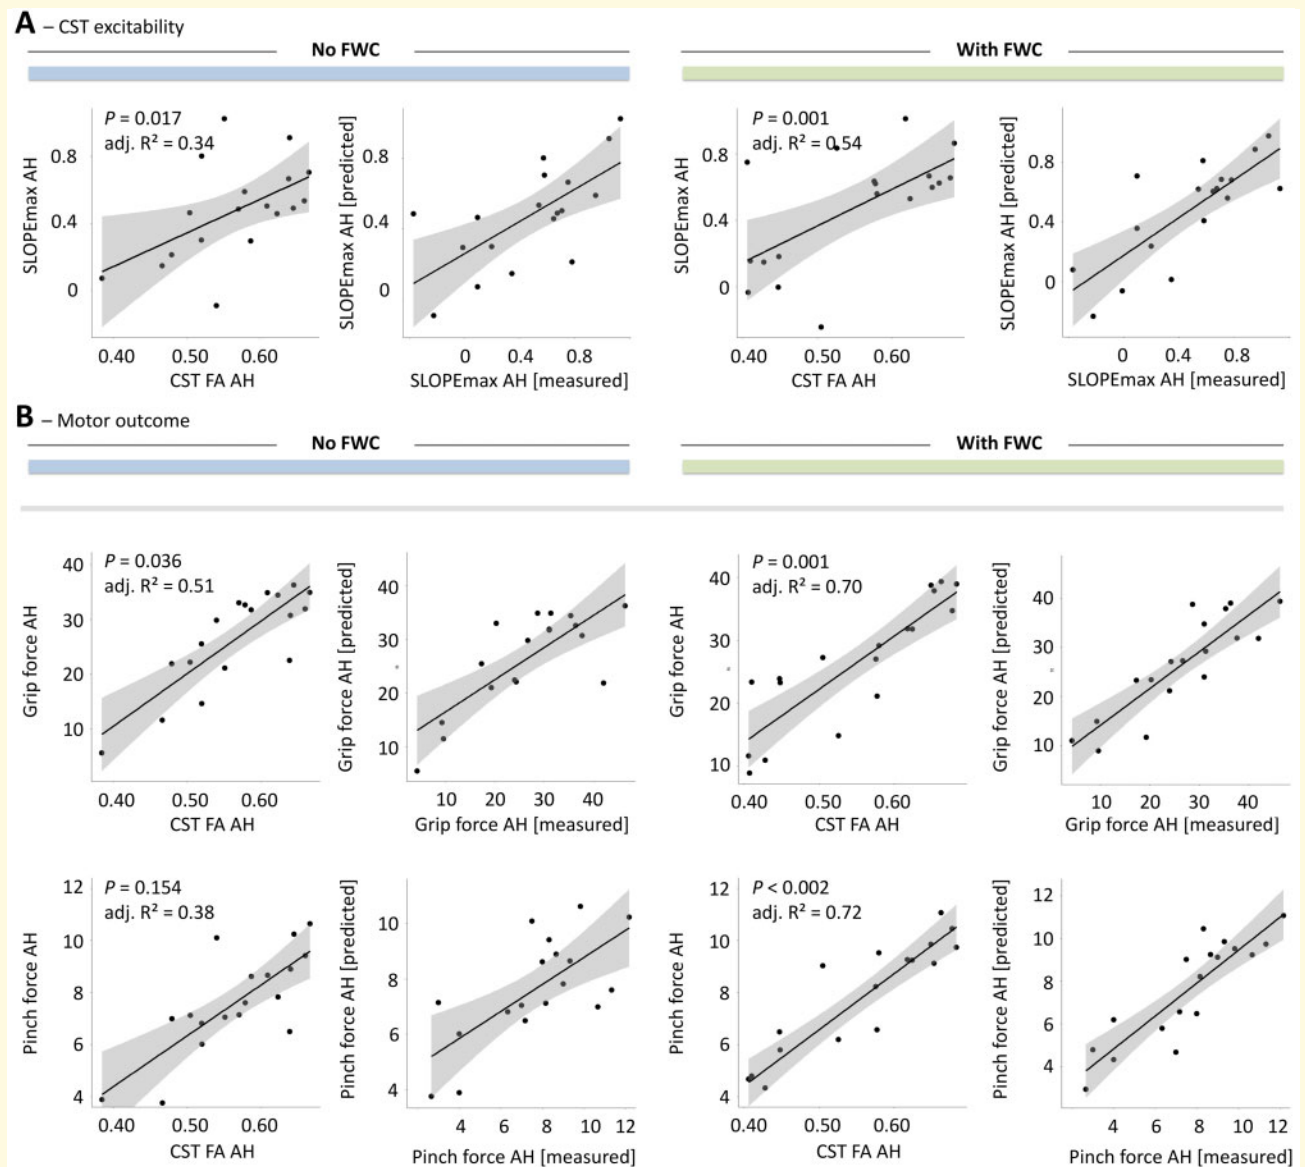 A – CST excitability
No FWC
With FWC
P = 0.017
adj. R² = 0.34
SLOPEmax AH
0.8
0.4
0
0.40 0.50 0.60
CST FA AH
SLOPEmax AH [predicted]
0.8
0.4
0
0 0.4 0.8
SLOPEmax AH [measured]
P = 0.001
adj. R² = 0.54
SLOPEmax AH
0.8
0.4
0
0.40 0.50 0.60
CST FA AH
SLOPEmax AH [predicted]
0.8
0.4
0
0 0.4 0.8
SLOPEmax AH [measured]
B – Motor outcome
No FWC
With FWC
P = 0.036
adj. R² = 0.51
Grip force AH
40
30
20
10
0.40 0.50 0.60
CST FA AH
Grip force AH [predicted]
40
30
20
10
10 20 30 40
Grip force AH [measured]
P = 0.001
adj. R² = 0.70
Grip force AH
40
30
20
10
0.40 0.50 0.60
CST FA AH
Grip force AH [predicted]
40
30
20
10
10 20 30 40
Grip force AH [measured]
P = 0.154
adj. R² = 0.38
Pinch force AH
12
10
8
6
4
0.40 0.50 0.60
CST FA AH
Pinch force AH [predicted]
10
8
6
4
4 6 8 10 12
Pinch force AH [measured]
P < 0.002
adj. R² = 0.72
Pinch force AH
12
10
8
6
4
0.40 0.50 0.60
CST FA AH
Pinch force AH [predicted]
12
10
8
6
4
4 6 8 10 12
Pinch force AH [measured]